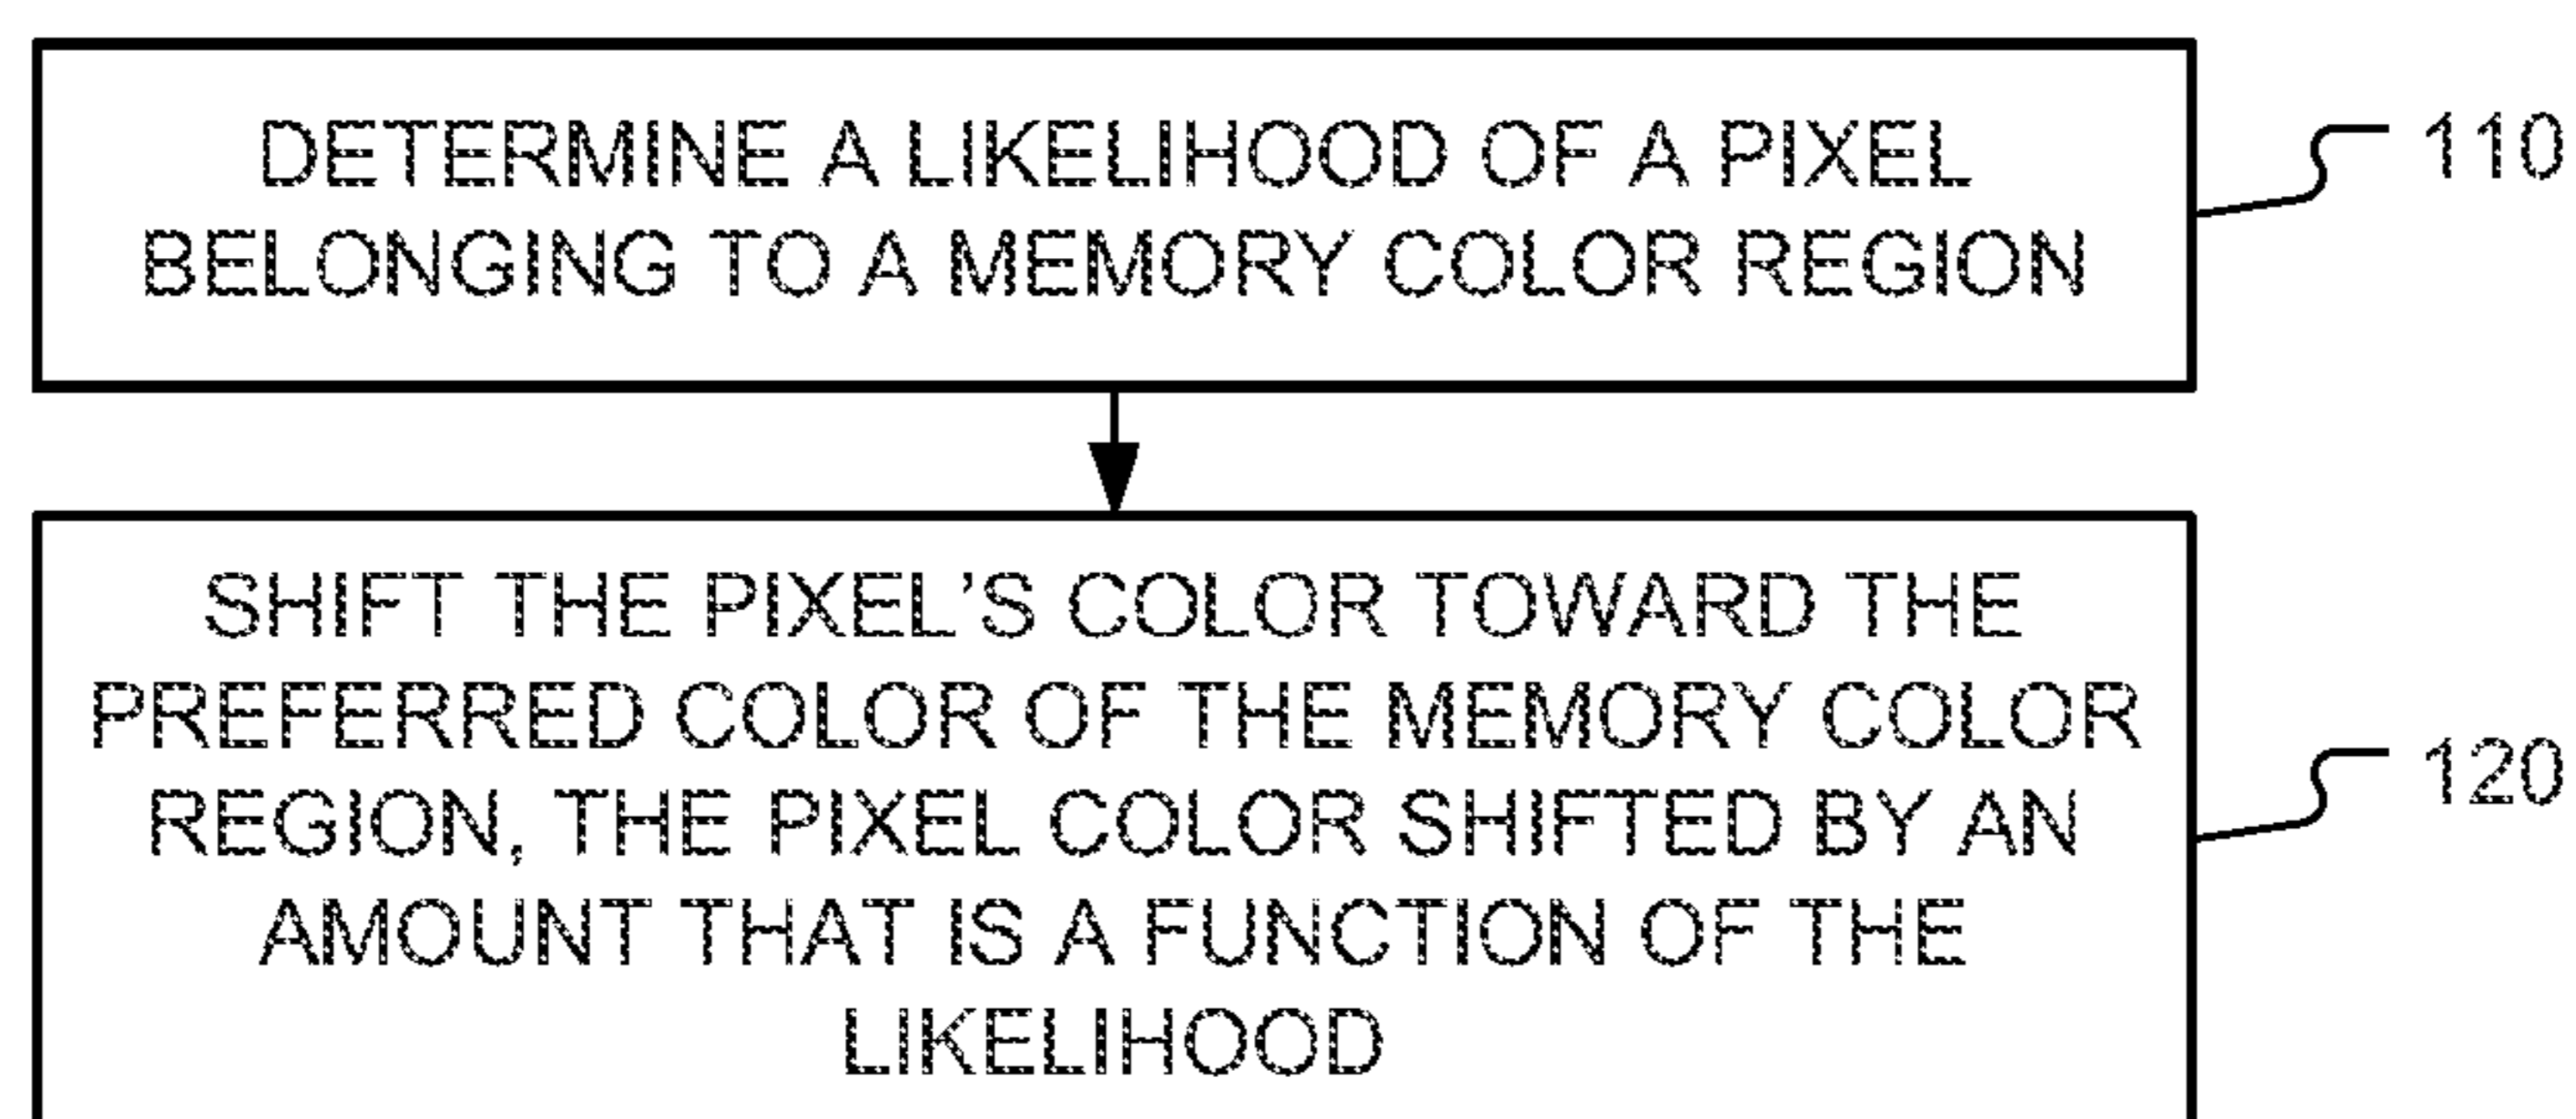 DETERMINE A LIKELIHOOD OF A PIXEL
BELONGING TO A MEMORY COLOR REGION
110
SHIFT THE PIXEL'S COLOR TOWARD THE
PREFERRED COLOR OF THE MEMORY COLOR
REGION, THE PIXEL COLOR SHIFTED BY AN
AMOUNT THAT IS A FUNCTION OF THE
LIKELIHOOD
120